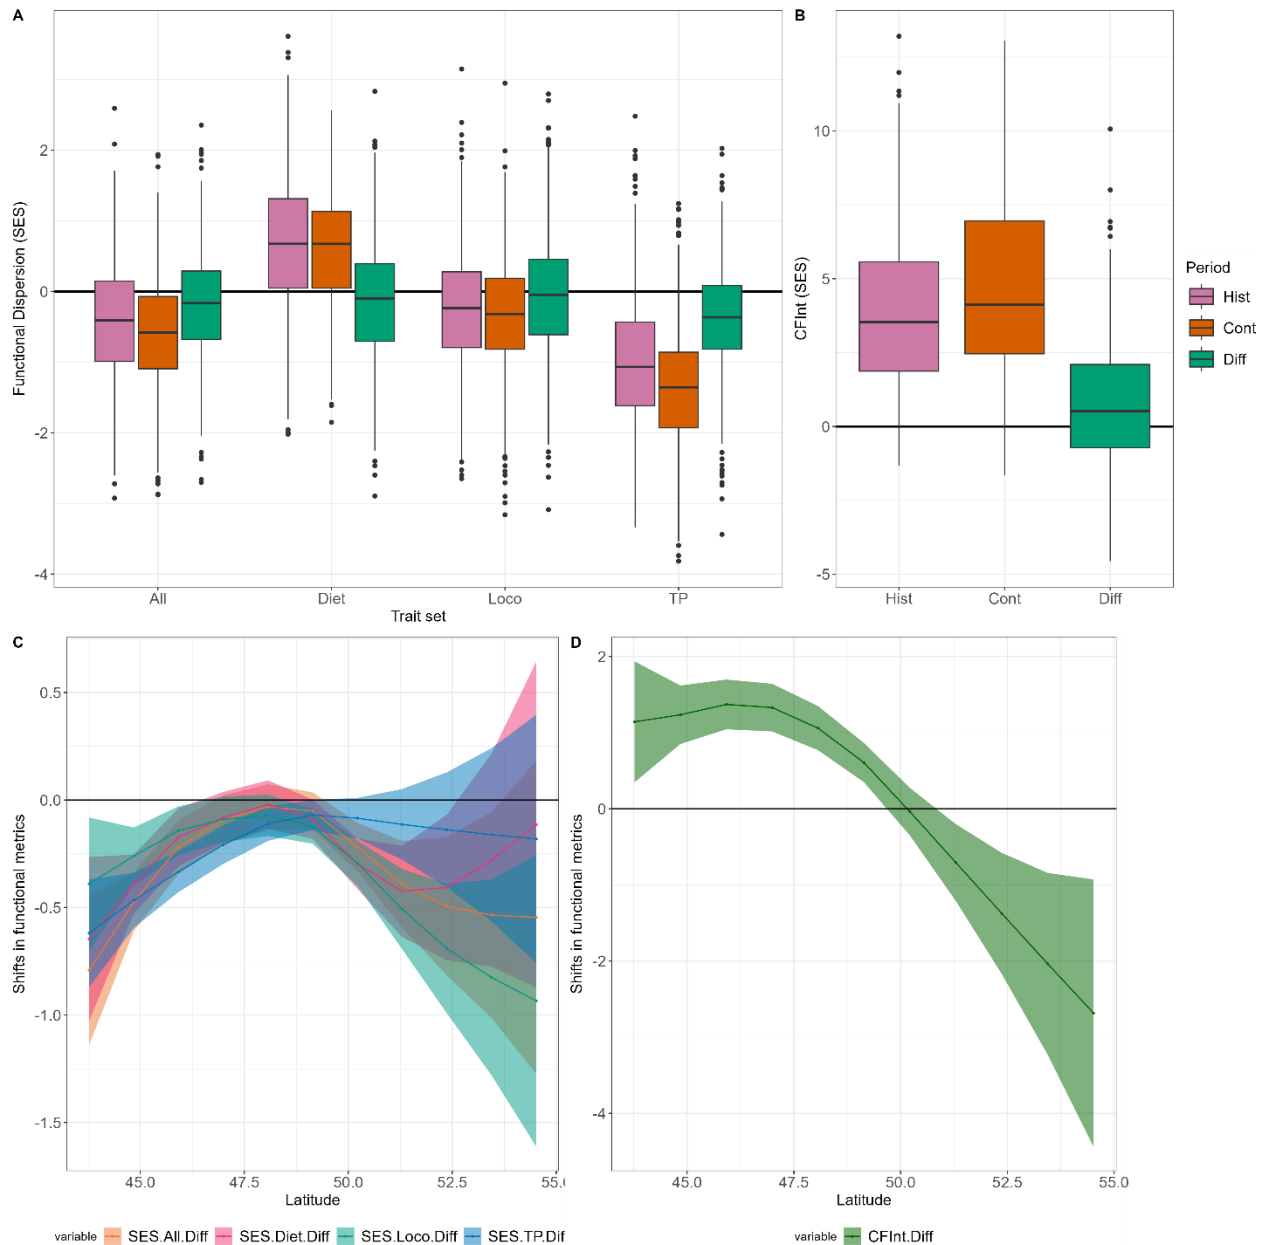 A
B
Functional Dispersion (SES)
2
0
-2
-4
All
Diet
Loco
TP
Trait set
CFInt (SES)
10
5
0
-5
Hist
Cont
Diff
Period
Hist
Cont
Diff
C
D
Shifts in functional metrics
0.5
0.0
-0.5
-1.0
-1.5
45.0
47.5
50.0
52.5
55.(
Latitude
variable
SES.All.Diff
SES.Diet.Diff
SES.Loco.Diff
SES.TP.Dif
Shifts in functional metrics
2
0
-2
-4
45.0
47.5
50.0
52.5
55.0
Latitude
variable
CFInt.Diff